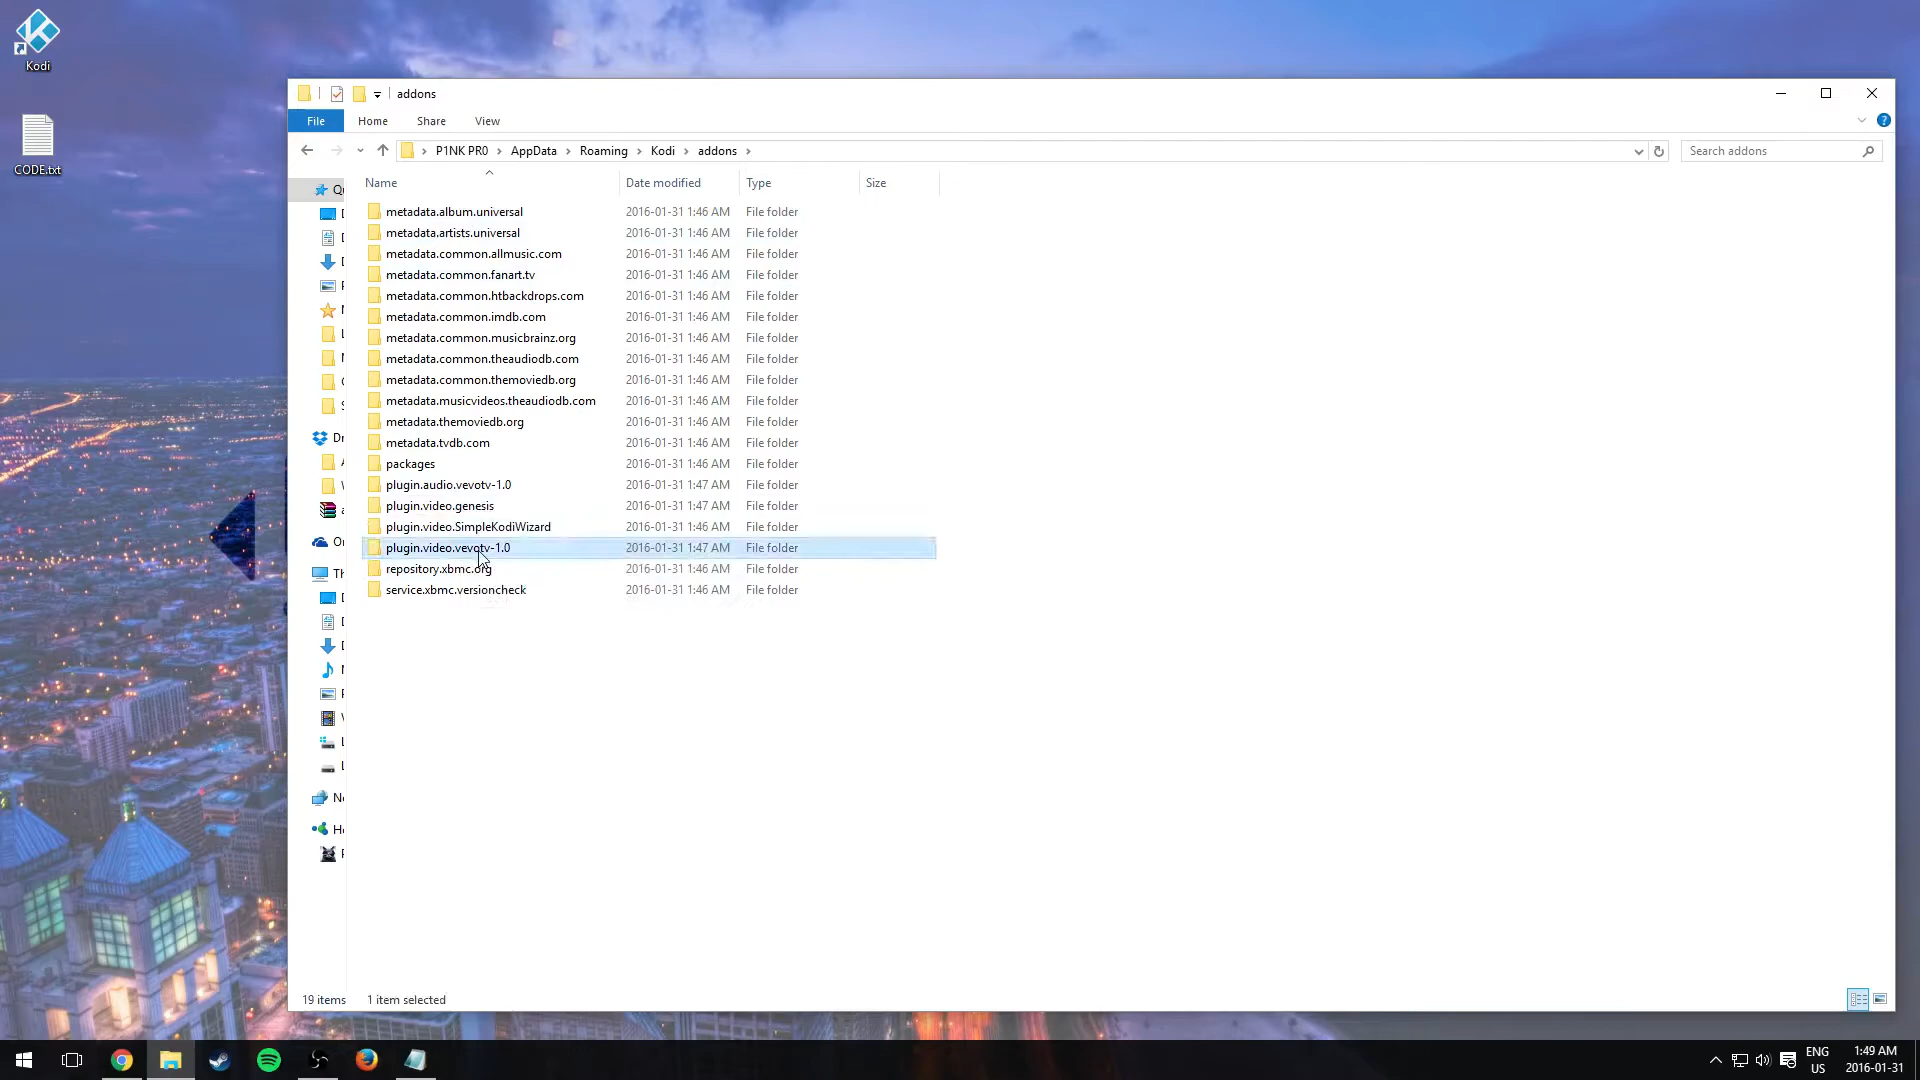 Kodi
CODE.txt
addons
File Home Share View
P1NK PR0 AppData Roaming Kodi addons
Search addons
Name Date modified Type Size
metadata.album.universal 2016-01-31 1:46 AM File folder
metadata.artists.universal 2016-01-31 1:46 AM File folder
metadata.common.allmusic.com 2016-01-31 1:46 AM File folder
metadata.common.fanart.tv 2016-01-31 1:46 AM File folder
metadata.common.htbackdrops.com 2016-01-31 1:46 AM File folder
metadata.common.imdb.com 2016-01-31 1:46 AM File folder
metadata.common.musicbrainz.org 2016-01-31 1:46 AM File folder
metadata.common.theaudiodb.com 2016-01-31 1:46 AM File folder
metadata.common.themoviedb.org 2016-01-31 1:46 AM File folder
metadata.musicvideos.theaudiodb.com 2016-01-31 1:46 AM File folder
metadata.themoviedb.org 2016-01-31 1:46 AM File folder
metadata.tvdb.com 2016-01-31 1:46 AM File folder
packages 2016-01-31 1:46 AM File folder
plugin.audio.vevotv-1.0 2016-01-31 1:47 AM File folder
plugin.video.genesis 2016-01-31 1:47 AM File folder
plugin.video.SimpleKodiWizard 2016-01-31 1:46 AM File folder
plugin.video.vevotv-1.0 2016-01-31 1:47 AM File folder
repository.xbmc.org 2016-01-31 1:46 AM File folder
service.xbmc.versioncheck 2016-01-31 1:46 AM File folder
19 items 1 item selected
ENG
US
1:49 AM
2016-01-31